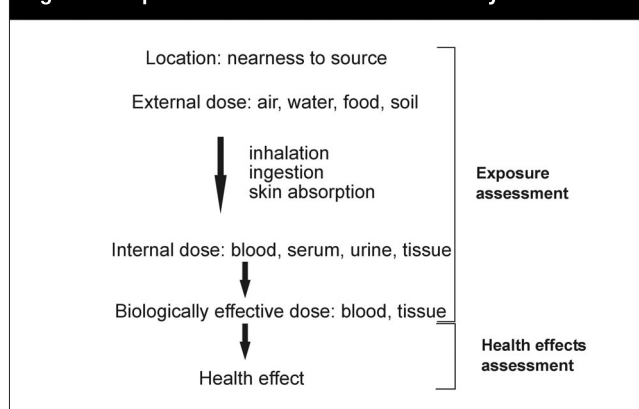 Location: nearness to source
External dose: air, water, food, soil
inhalation
ingestion
skin absorption
Exposure
assessment
Internal dose: blood, serum, urine, tissue
Biologically effective dose: blood, tissue
Health effects
assessment
Health effect